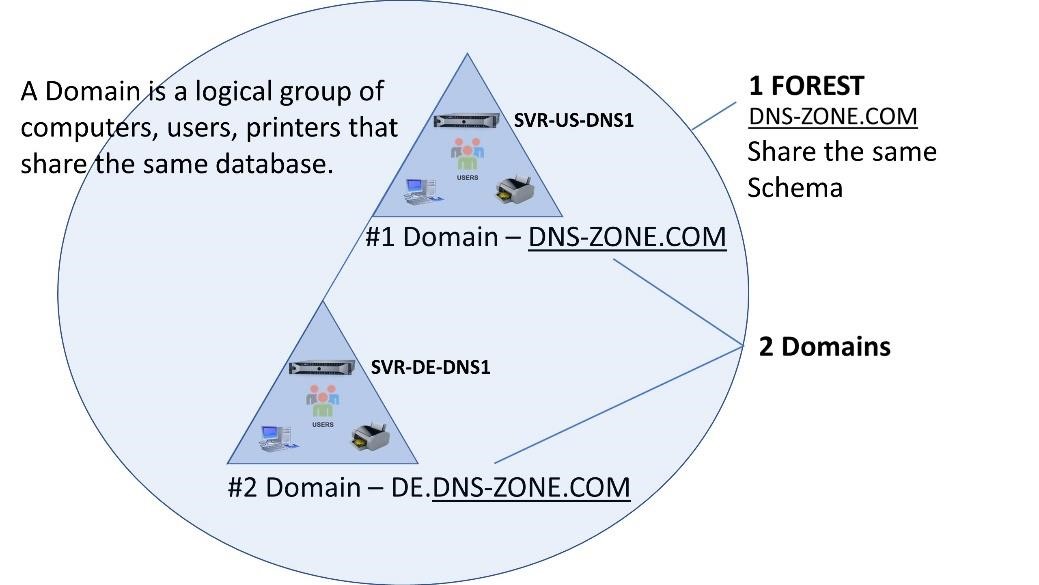 A Domain is a logical group of
computers, users, printers that
share the same database.
SVR-US-DNS1
USERS
#1 Domain – DNS-ZONE.COM
1 FOREST
DNS-ZONE.COM
Share the same
Schema
2 Domains
SVR-DE-DNS1
USERS
#2 Domain – DE.DNS-ZONE.COM